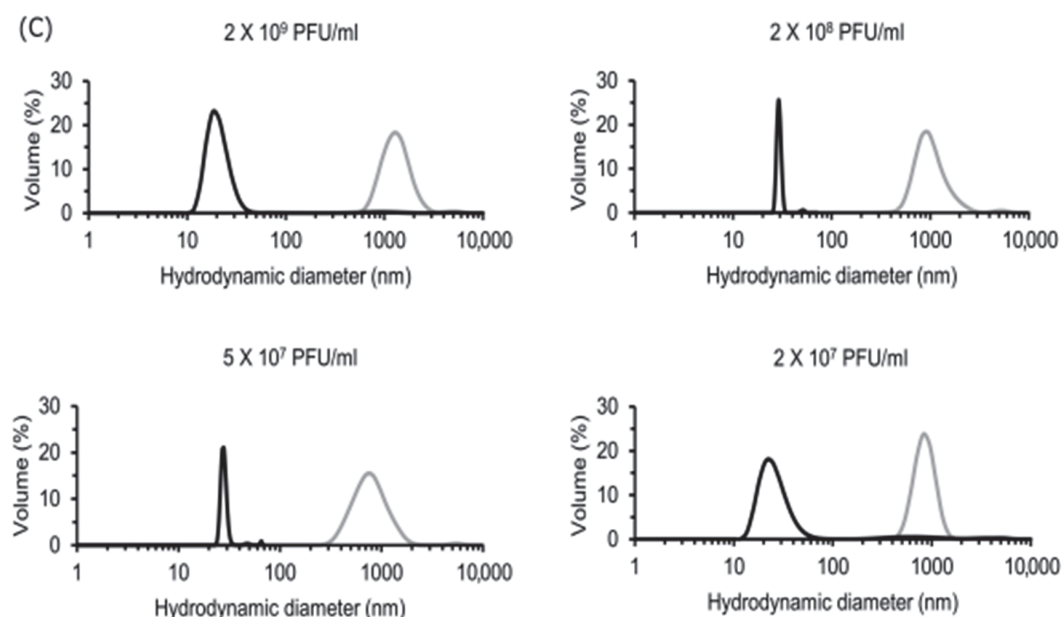 (C)
2 X 10⁹ PFU/ml
30
20
10
0
Volume (%)
1 10 100 1000 10,000
Hydrodynamic diameter (nm)
2 X 10⁸ PFU/ml
30
20
10
0
Volume (%)
1 10 100 1000 10,000
Hydrodynamic diameter (nm)
5 X 10⁷ PFU/ml
30
20
10
0
Volume (%)
1 10 100 1000 10,000
Hydrodynamic diameter (nm)
2 X 10⁷ PFU/ml
30
20
10
0
Volume (%)
1 10 100 1000 10,000
Hydrodynamic diameter (nm)